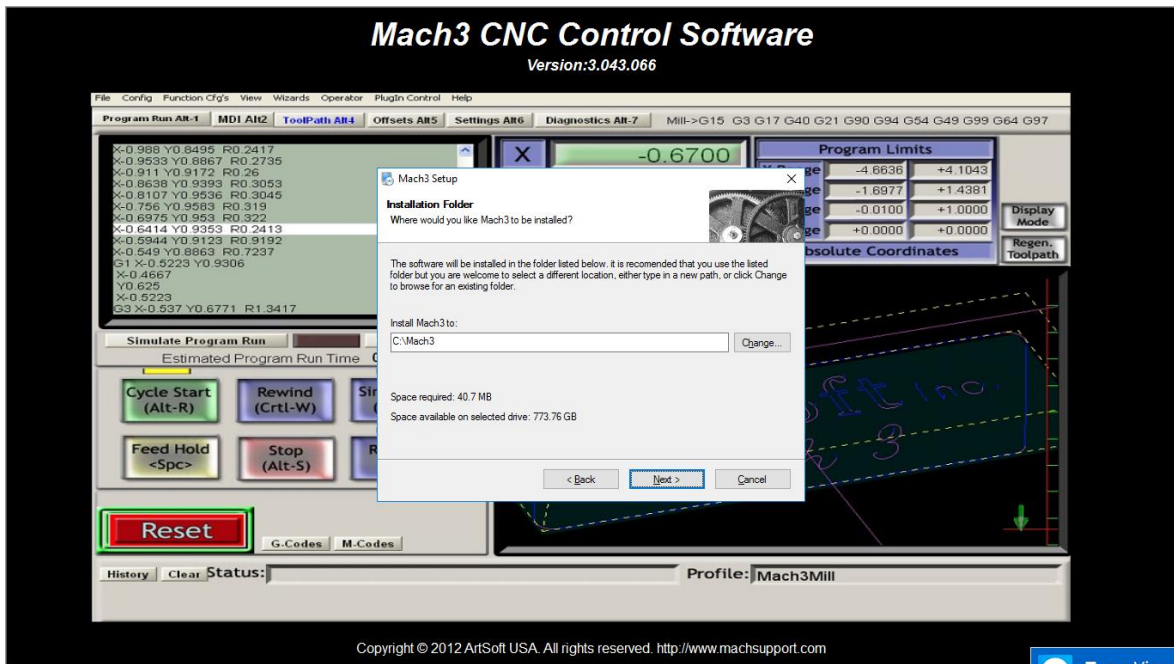 Mach3 CNC Control Software
Version:3.043.066
File Config Function Cfg's View Wizards Operator PlugIn Control Help
Program Run Alt-1 MDI Alt2 ToolPath Alt4 Offsets Alt5 Settings Alt6 Diagnostics Alt-7 Mill->G15 G3 G17 G40 G21 G90 G94 G54 G49 G99 G64 G97
X-0.988 Y0.8495 R0.2417
X-0.9533 Y0.8867 R0.2735
X-0.911 Y0.9172 R0.26
X-0.8638 Y0.9393 R0.3053
X-0.8107 Y0.9536 R0.3045
X-0.756 Y0.9583 R0.319
X-0.6975 Y0.953 R0.322
X-0.6414 Y0.9353 R0.2413
X-0.5944 Y0.9123 R0.9192
X-0.549 Y0.8863 R0.7237
G1 X-0.5223 Y0.9306
X-0.4667
Y0.625
X-0.5223
G3 X-0.537 Y0.6771 R1.3417
X -0.6700
Program Limits
-4.6636 +4.1043
-1.6977 +1.4381
-0.0100 +1.0000
+0.0000 +0.0000
Coordinates
Display
Mode
Regen.
Toolpath
Mach3 Setup
Installation Folder
Where would you like Mach3 to be installed?
The software will be installed in the folder listed below. it is recomended that you use the listed
folder but you are welcome to select a different location, either type in a new path, or click Change
to browse for an existing folder.
Install Mach3 to:
C:\Mach3
Change...
Space required: 40.7 MB
Space available on selected drive: 773.76 GB
< Back Next > Cancel
Simulate Program Run
Estimated Program Run Time
Cycle Start
(Alt-R)
Rewind
(Crtl-W)
Feed Hold
<Spc>
Stop
(Alt-S)
Inc.
3
Reset
G-Codes M-Codes
History Clear Status:
Profile: Mach3Mill
Copyright © 2012 ArtSoft USA. All rights reserved. http://www.machsupport.com